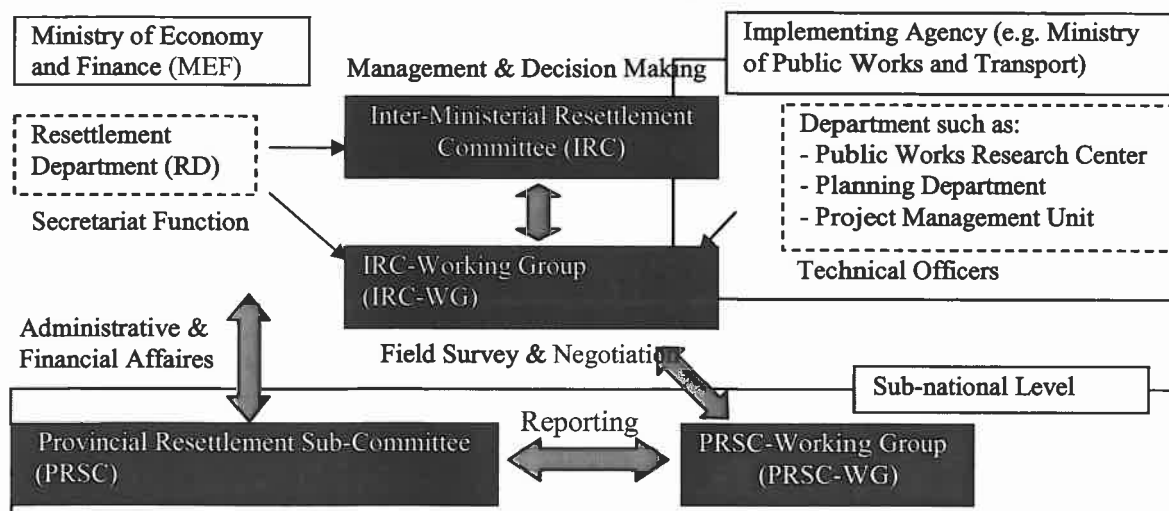 Ministry of Economy
and Finance (MEF)
Implementing Agency (e.g. Ministry
of Public Works and Transport)
Management & Decision Making
Inter-Ministerial Resettlement
Committee (IRC)
Resettlement
Department (RD)
Secretariat Function
Department such as:
- Public Works Research Center
- Planning Department
- Project Management Unit
Technical Officers
IRC-Working Group
(IRC-WG)
Administrative &
Financial Affaires
Field Survey & Negotiation
Sub-national Level
Provincial Resettlement Sub-Committee
(PRSC)
Reporting
PRSC-Working Group
(PRSC-WG)